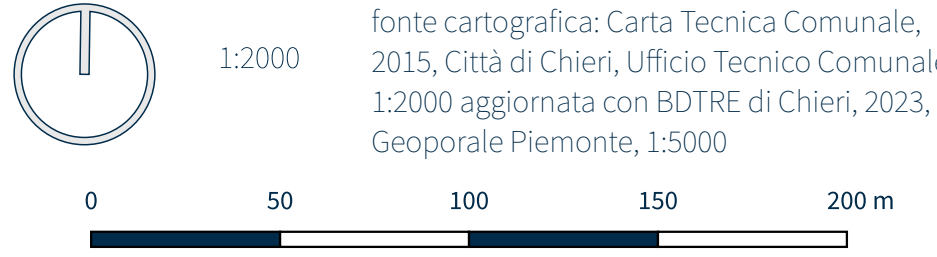 1:2000
fonte cartografica: Carta Tecnica Comunale,
2015, Città di Chieri, Ufficio Tecnico Comunale
1:2000 aggiornata con BDTRE di Chieri, 2023,
Geoporale Piemonte, 1:5000
0 50 100 150 200 m